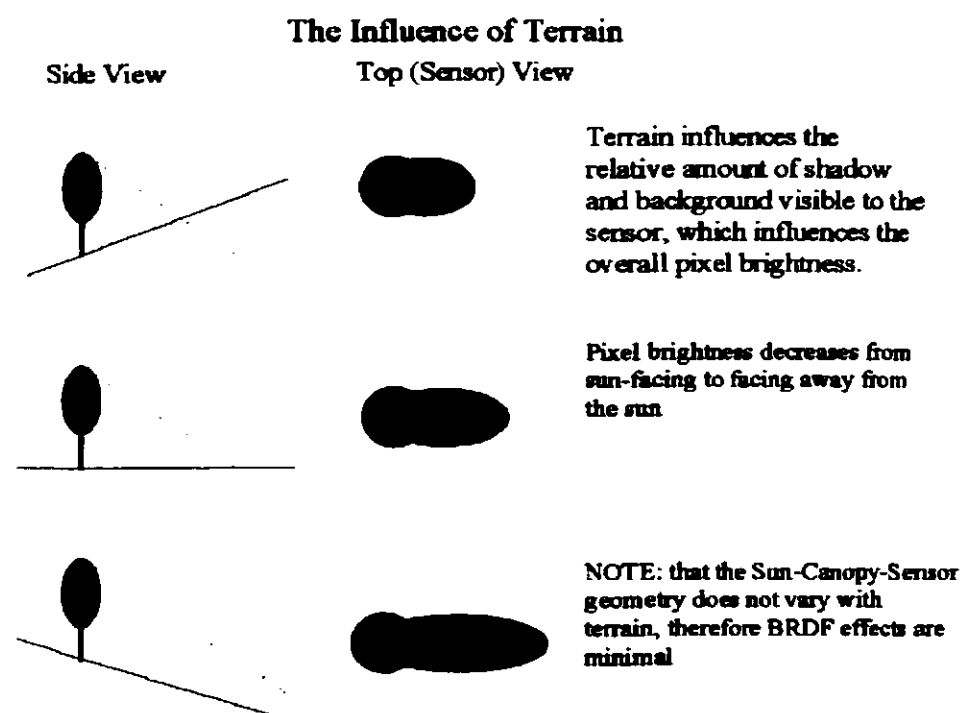 The Influence of Terrain
Side View
Top (Sensor) View
Terrain influences the
relative amount of shadow
and background visible to the
sensor, which influences the
overall pixel brightness.
Pixel brightness decreases from
sun-facing to facing away from
the sun
NOTE: that the Sun-Canopy-Sensor
geometry does not vary with
terrain, therefore BRDF effects are
minimal